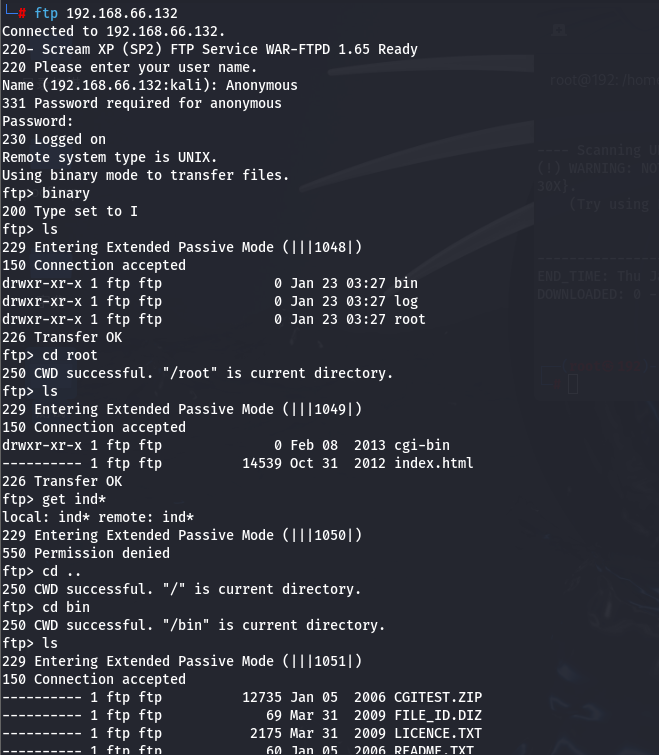 └─# ftp 192.168.66.132
Connected to 192.168.66.132.
220- Scream XP (SP2) FTP Service WAR-FTPD 1.65 Ready
220 Please enter your user name.
Name (192.168.66.132:kali): Anonymous
331 Password required for anonymous
Password:
230 Logged on
Remote system type is UNIX.
Using binary mode to transfer files.
ftp> binary
200 Type set to I
ftp> ls
229 Entering Extended Passive Mode (|||1048|)
150 Connection accepted
drwxr-xr-x 1 ftp ftp              0 Jan 23 03:27 bin
drwxr-xr-x 1 ftp ftp              0 Jan 23 03:27 log
drwxr-xr-x 1 ftp ftp              0 Jan 23 03:27 root
226 Transfer OK
ftp> cd root
250 CWD successful. "/root" is current directory.
ftp> ls
229 Entering Extended Passive Mode (|||1049|)
150 Connection accepted
drwxr-xr-x 1 ftp ftp              0 Feb 08  2013 cgi-bin
---------- 1 ftp ftp          14539 Oct 31  2012 index.html
226 Transfer OK
ftp> get ind*
local: ind* remote: ind*
229 Entering Extended Passive Mode (|||1050|)
550 Permission denied
ftp> cd ..
250 CWD successful. "/" is current directory.
ftp> cd bin
250 CWD successful. "/bin" is current directory.
ftp> ls
229 Entering Extended Passive Mode (|||1051|)
150 Connection accepted
---------- 1 ftp ftp          12735 Jan 05  2006 CGITEST.ZIP
---------- 1 ftp ftp             69 Mar 31  2009 FILE_ID.DIZ
---------- 1 ftp ftp           2175 Mar 31  2009 LICENCE.TXT
---------- 1 ftp ftp             60 Jan 05  2006 README.TXT
root@192: /hom
---- Scanning U
(!) WARNING: NO
30X).
(Try using
END_TIME: Thu J
DOWNLOADED: 0 -